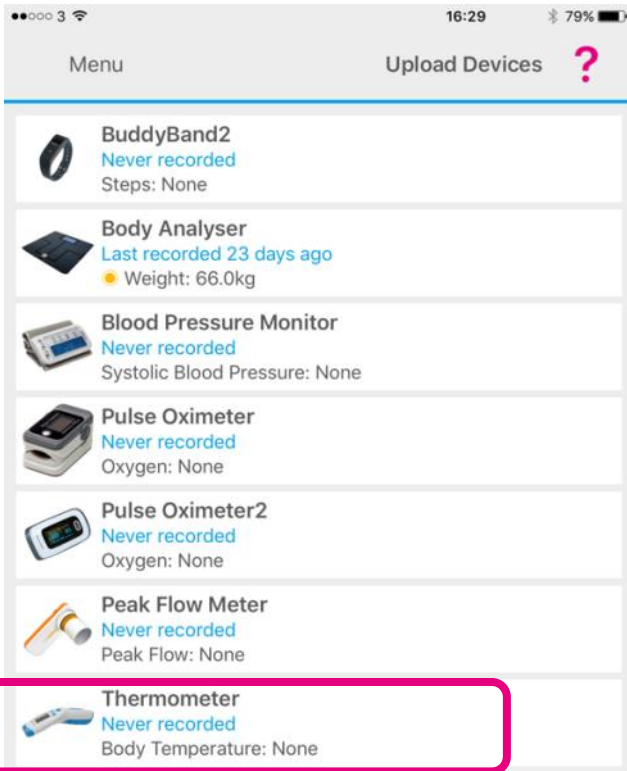 3 16:29 79%
Menu Upload Devices ?
BuddyBand2
Never recorded
Steps: None
Body Analyser
Last recorded 23 days ago
Weight: 66.0kg
Blood Pressure Monitor
Never recorded
Systolic Blood Pressure: None
Pulse Oximeter
Never recorded
Oxygen: None
Pulse Oximeter2
Never recorded
Oxygen: None
Peak Flow Meter
Never recorded
Peak Flow: None
Thermometer
Never recorded
Body Temperature: None